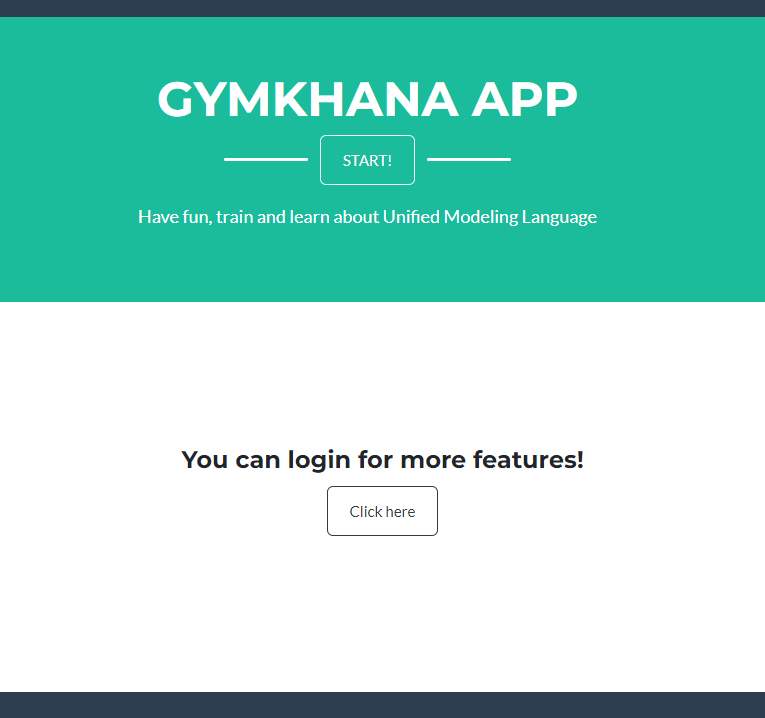 GYMKHANA APP
START!
Have fun, train and learn about Unified Modeling Language
You can login for more features!
Click here